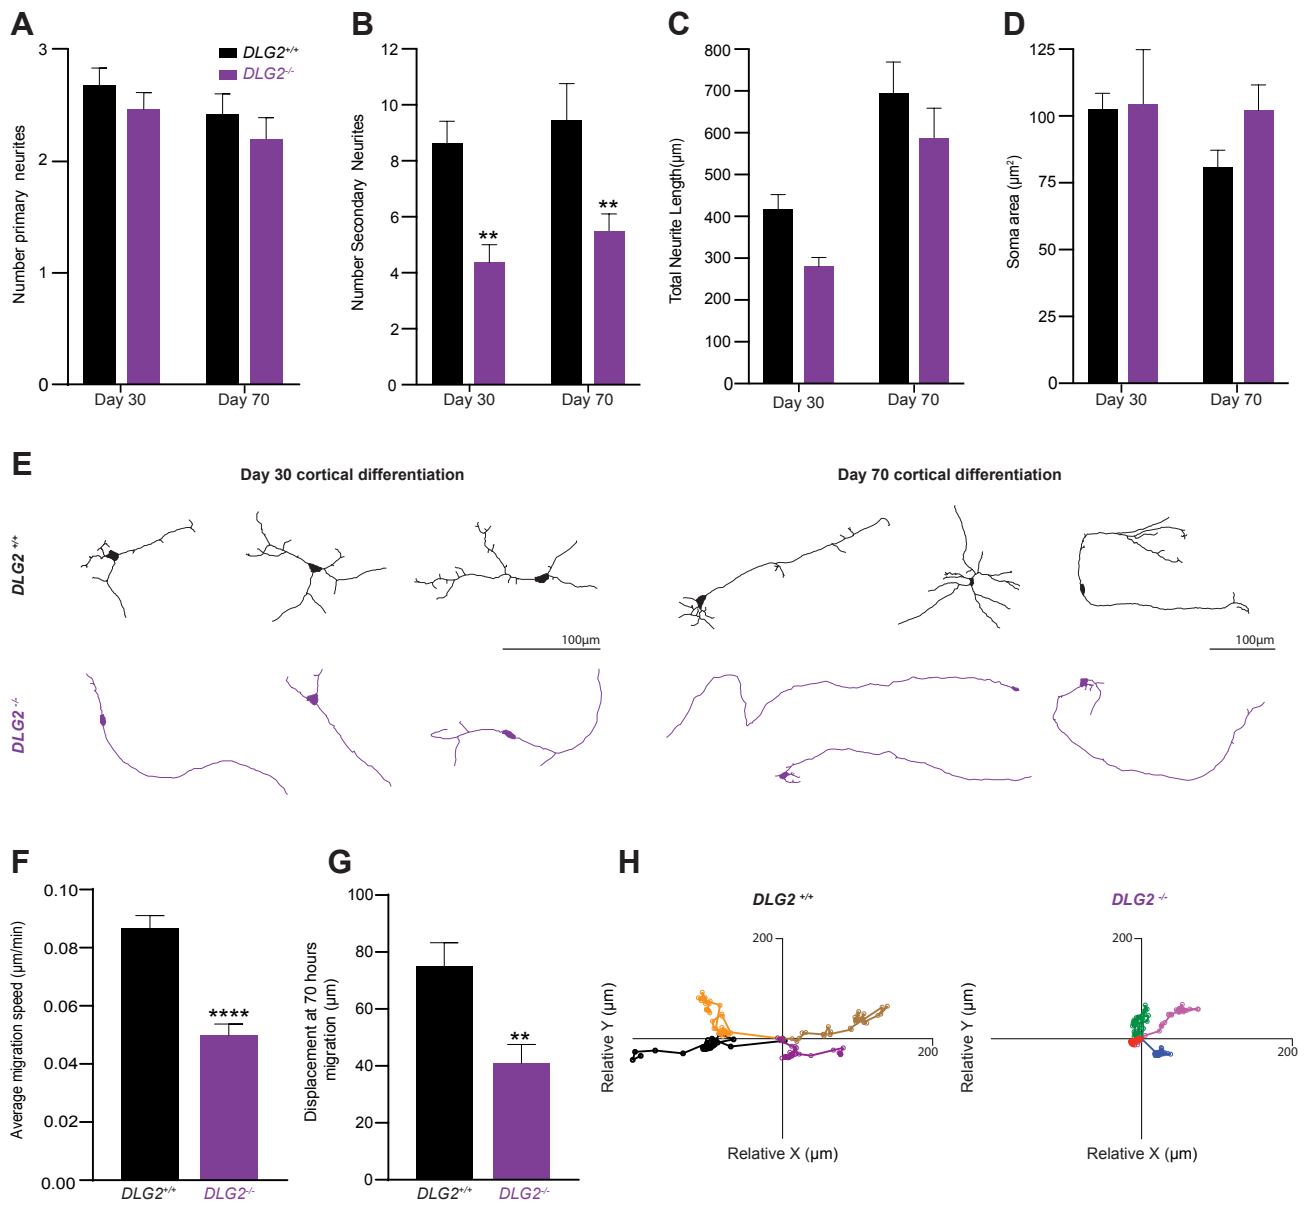 A
B
C
D
DLG2+/+
DLG2-/-
Number primary neurites
3
2
1
0
Day 30
Day 70
Number Secondary Neurites
12
10
8
6
4
2
0
**
**
Day 30
Day 70
Total Neurite Length(µm)
800
700
600
500
400
300
200
100
0
Day 30
Day 70
Soma area (µm2)
125
100
75
50
25
0
Day 30
Day 70
E
Day 30 cortical differentiation
Day 70 cortical differentiation
DLG2 +/+
100µm
100µm
DLG2 -/-
F
G
H
Average migration speed (µm/min)
0.10
0.08
0.06
0.04
0.02
0.00
****
DLG2+/+
DLG2-/-
Displacement at 70 hours
migration (µm)
100
80
60
40
20
0
**
DLG2+/+
DLG2-/-
DLG2 +/+
200
Relative Y (µm)
200
Relative X (µm)
DLG2 -/-
200
Relative Y (µm)
200
Relative X (µm)